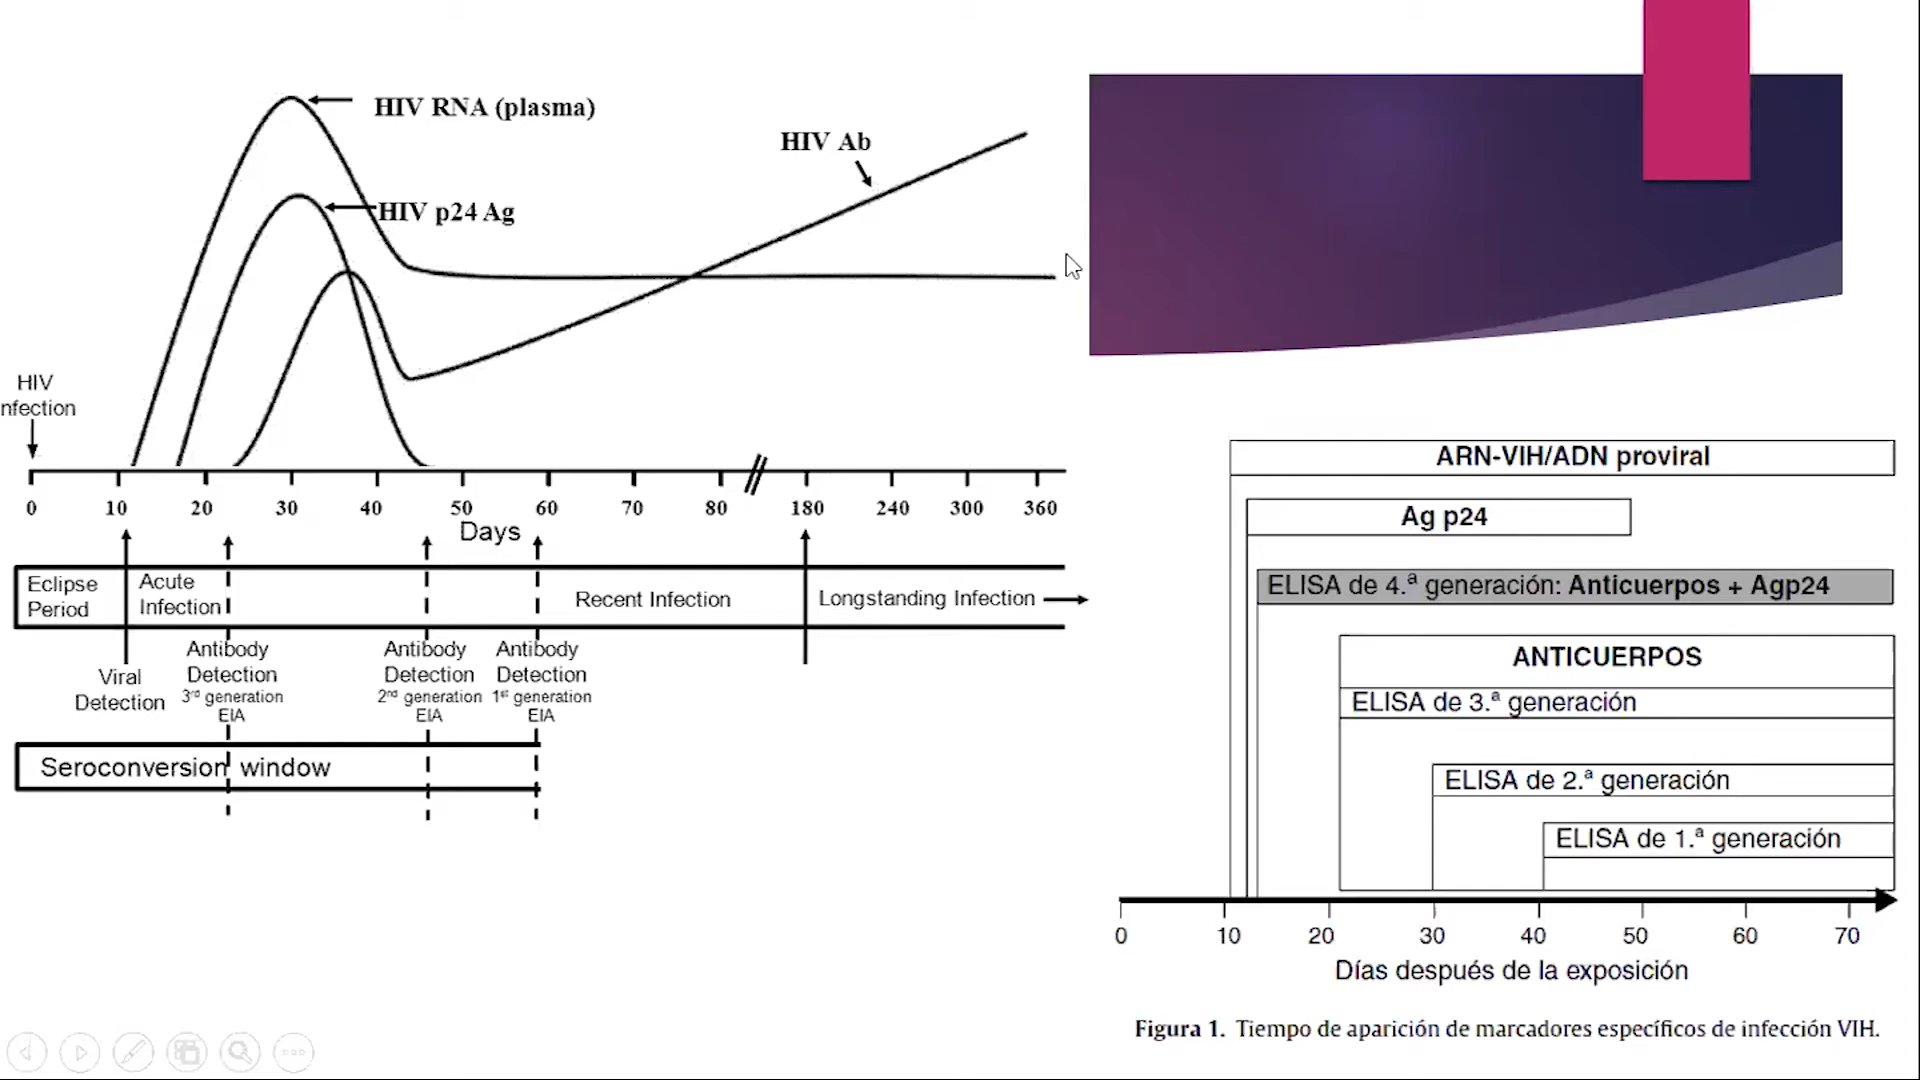 HIV RNA (plasma)
HIV Ab
HIV p24 Ag
HIV
nfection
0 10 20 30 40 50 60 70 80 180 240 300 360
Days
Eclipse
Period
Acute
Infection
Recent Infection
Longstanding Infection
Viral
Detection
Antibody
Detection
3rd generation
EIA
Antibody
Detection
2nd generation
EIA
Antibody
Detection
1st generation
EIA
Seroconversion window
ARN-VIH/ADN proviral
Ag p24
ELISA de 4.ª generación: Anticuerpos + Agp24
ANTICUERPOS
ELISA de 3.ª generación
ELISA de 2.ª generación
ELISA de 1.ª generación
0 10 20 30 40 50 60 70
Días después de la exposición
Figura 1. Tiempo de aparición de marcadores específicos de infección VIH.